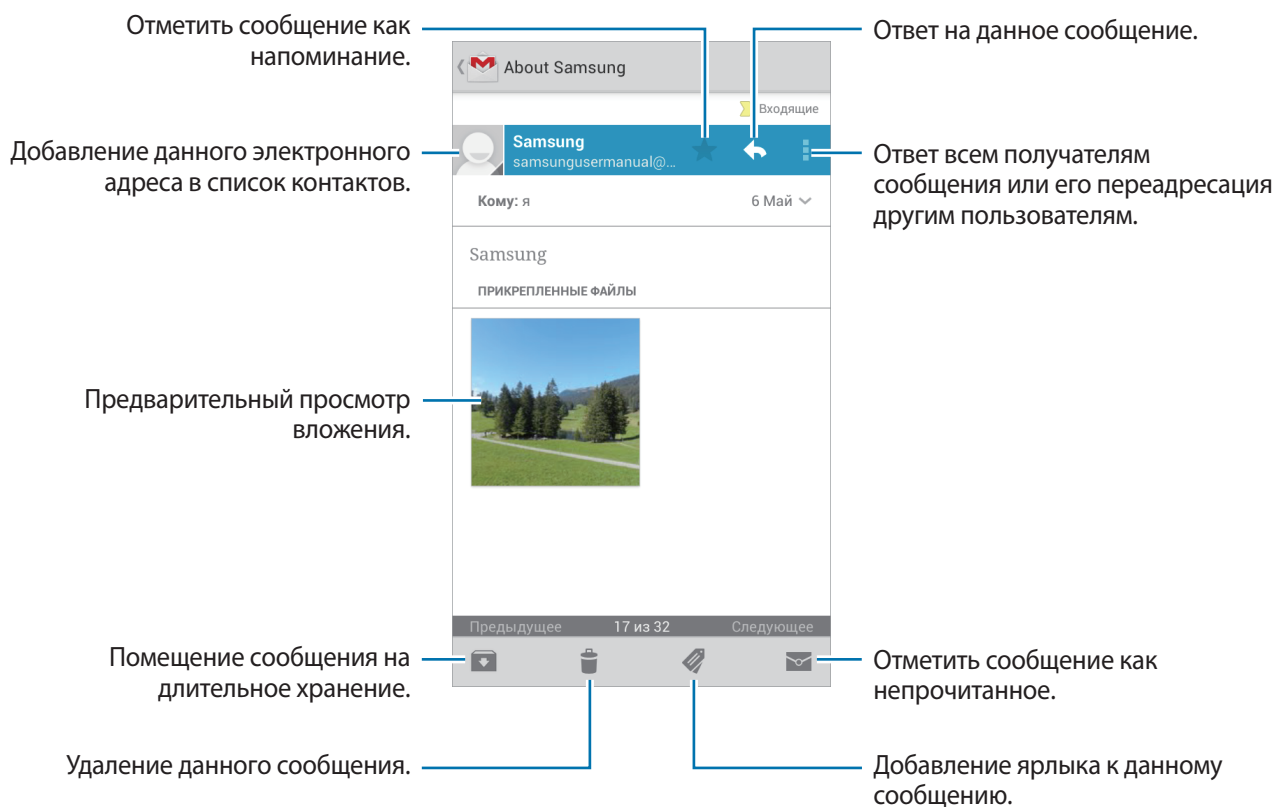 Отметить сообщение как
напоминание.
Ответ на данное сообщение.
About Samsung
Входящие
Добавление данного электронного
адреса в список контактов.
Samsung
samsungusermanual@...
Ответ всем получателям
сообщения или его переадресация
другим пользователям.
Кому: я
6 Май
Samsung
ПРИКРЕПЛЕННЫЕ ФАЙЛЫ
Предварительный просмотр
вложения.
Предыдущее 17 из 32 Следующее
Помещение сообщения на
длительное хранение.
Отметить сообщение как
непрочитанное.
Удаление данного сообщения.
Добавление ярлыка к данному
сообщению.